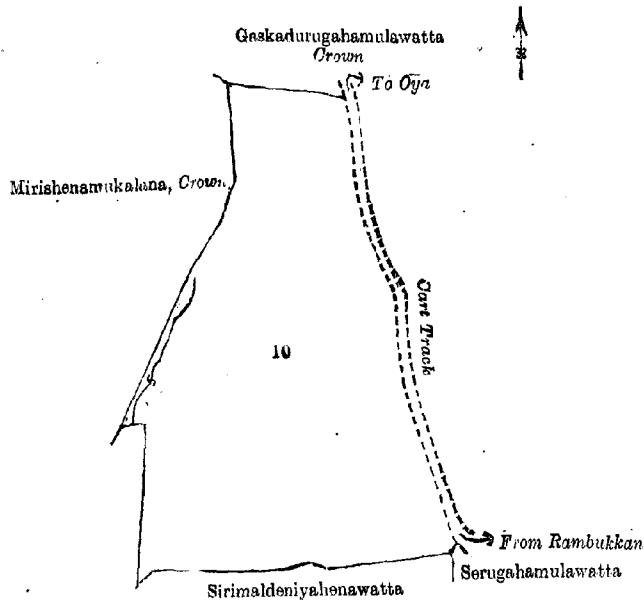 Gaskadurugahamulawatta
Crown
To Oya
N
Mirishenamukalana, Crown
Cart Track
10
From Rambukkan
Serugahamulawatta
Sirimaldeniyahenawatta